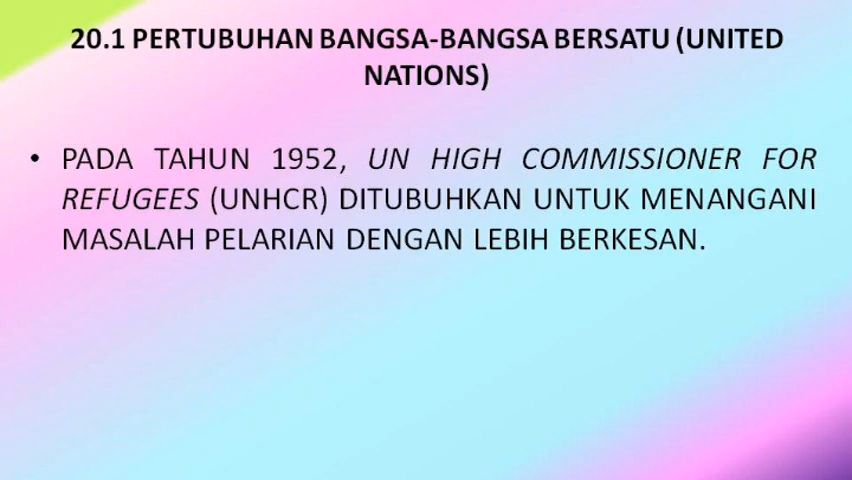 20.1 PERTUBUHAN BANGSA-BANGSA BERSATU (UNITED
NATIONS)
• PADA TAHUN 1952, UN HIGH COMMISSIONER FOR
REFUGEES (UNHCR) DITUBUHKAN UNTUK MENANGANI
MASALAH PELARIAN DENGAN LEBIH BERKESAN.